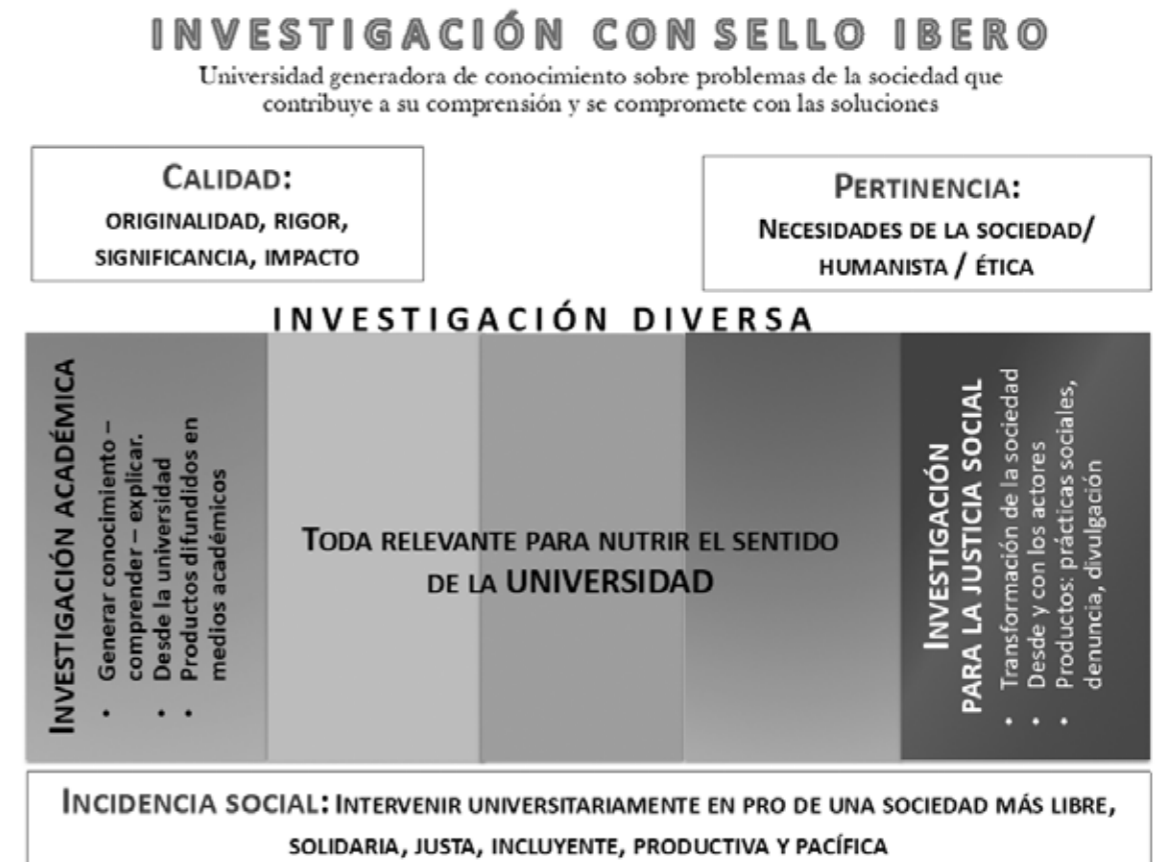 INVESTIGACIÓN CON SELLO IBERO
Universidad generadora de conocimiento sobre problemas de la sociedad que
contribuye a su comprensión y se compromete con las soluciones
CALIDAD:
ORIGINALIDAD, RIGOR,
SIGNIFICANCIA, IMPACTO
PERTINENCIA:
NECESIDADES DE LA SOCIEDAD/
HUMANISTA / ÉTICA
INVESTIGACIÓN DIVERSA
INVESTIGACIÓN ACADÉMICA
• Generar conocimiento –
comprender – explicar.
• Desde la universidad
• Productos difundidos en
medios académicos
TODA RELEVANTE PARA NUTRIR EL SENTIDO
DE LA UNIVERSIDAD
INVESTIGACIÓN
PARA LA JUSTICIA SOCIAL
• Transformación de la sociedad
• Desde y con los actores
• Productos: prácticas sociales,
denuncia, divulgación
INCIDENCIA SOCIAL: INTERVENIR UNIVERSITARIAMENTE EN PRO DE UNA SOCIEDAD MÁS LIBRE,
SOLIDARIA, JUSTA, INCLUYENTE, PRODUCTIVA Y PACÍFICA